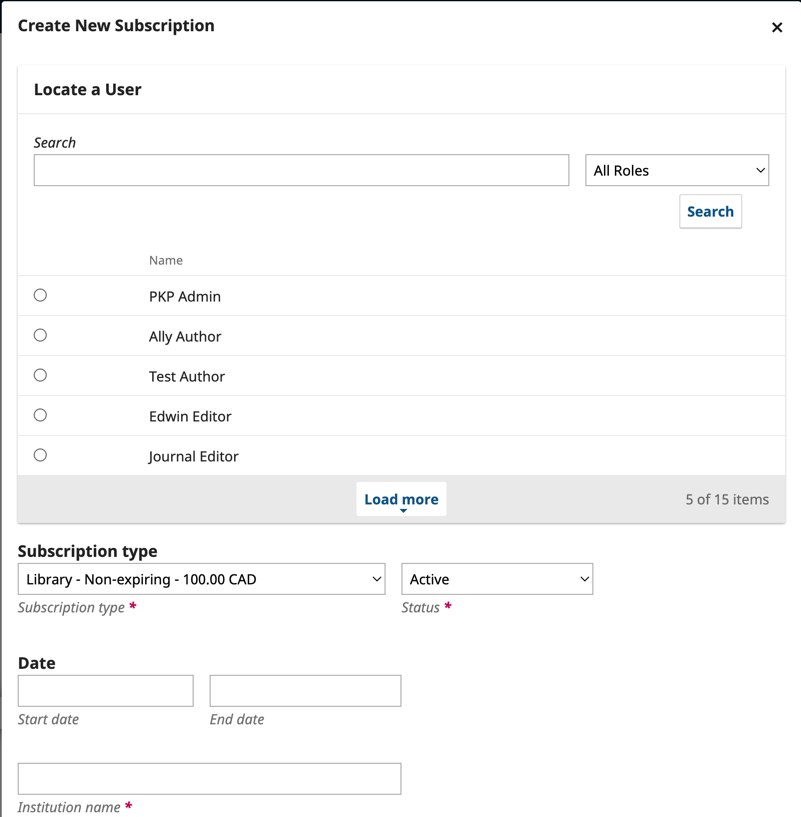 Create New Subscription
Locate a User
Search
All Roles
Search
Name
PKP Admin
Ally Author
Test Author
Edwin Editor
Journal Editor
Load more
5 of 15 items
Subscription type
Library - Non-expiring - 100.00 CAD
Active
Subscription type *
Status *
Date
Start date
End date
Institution name *